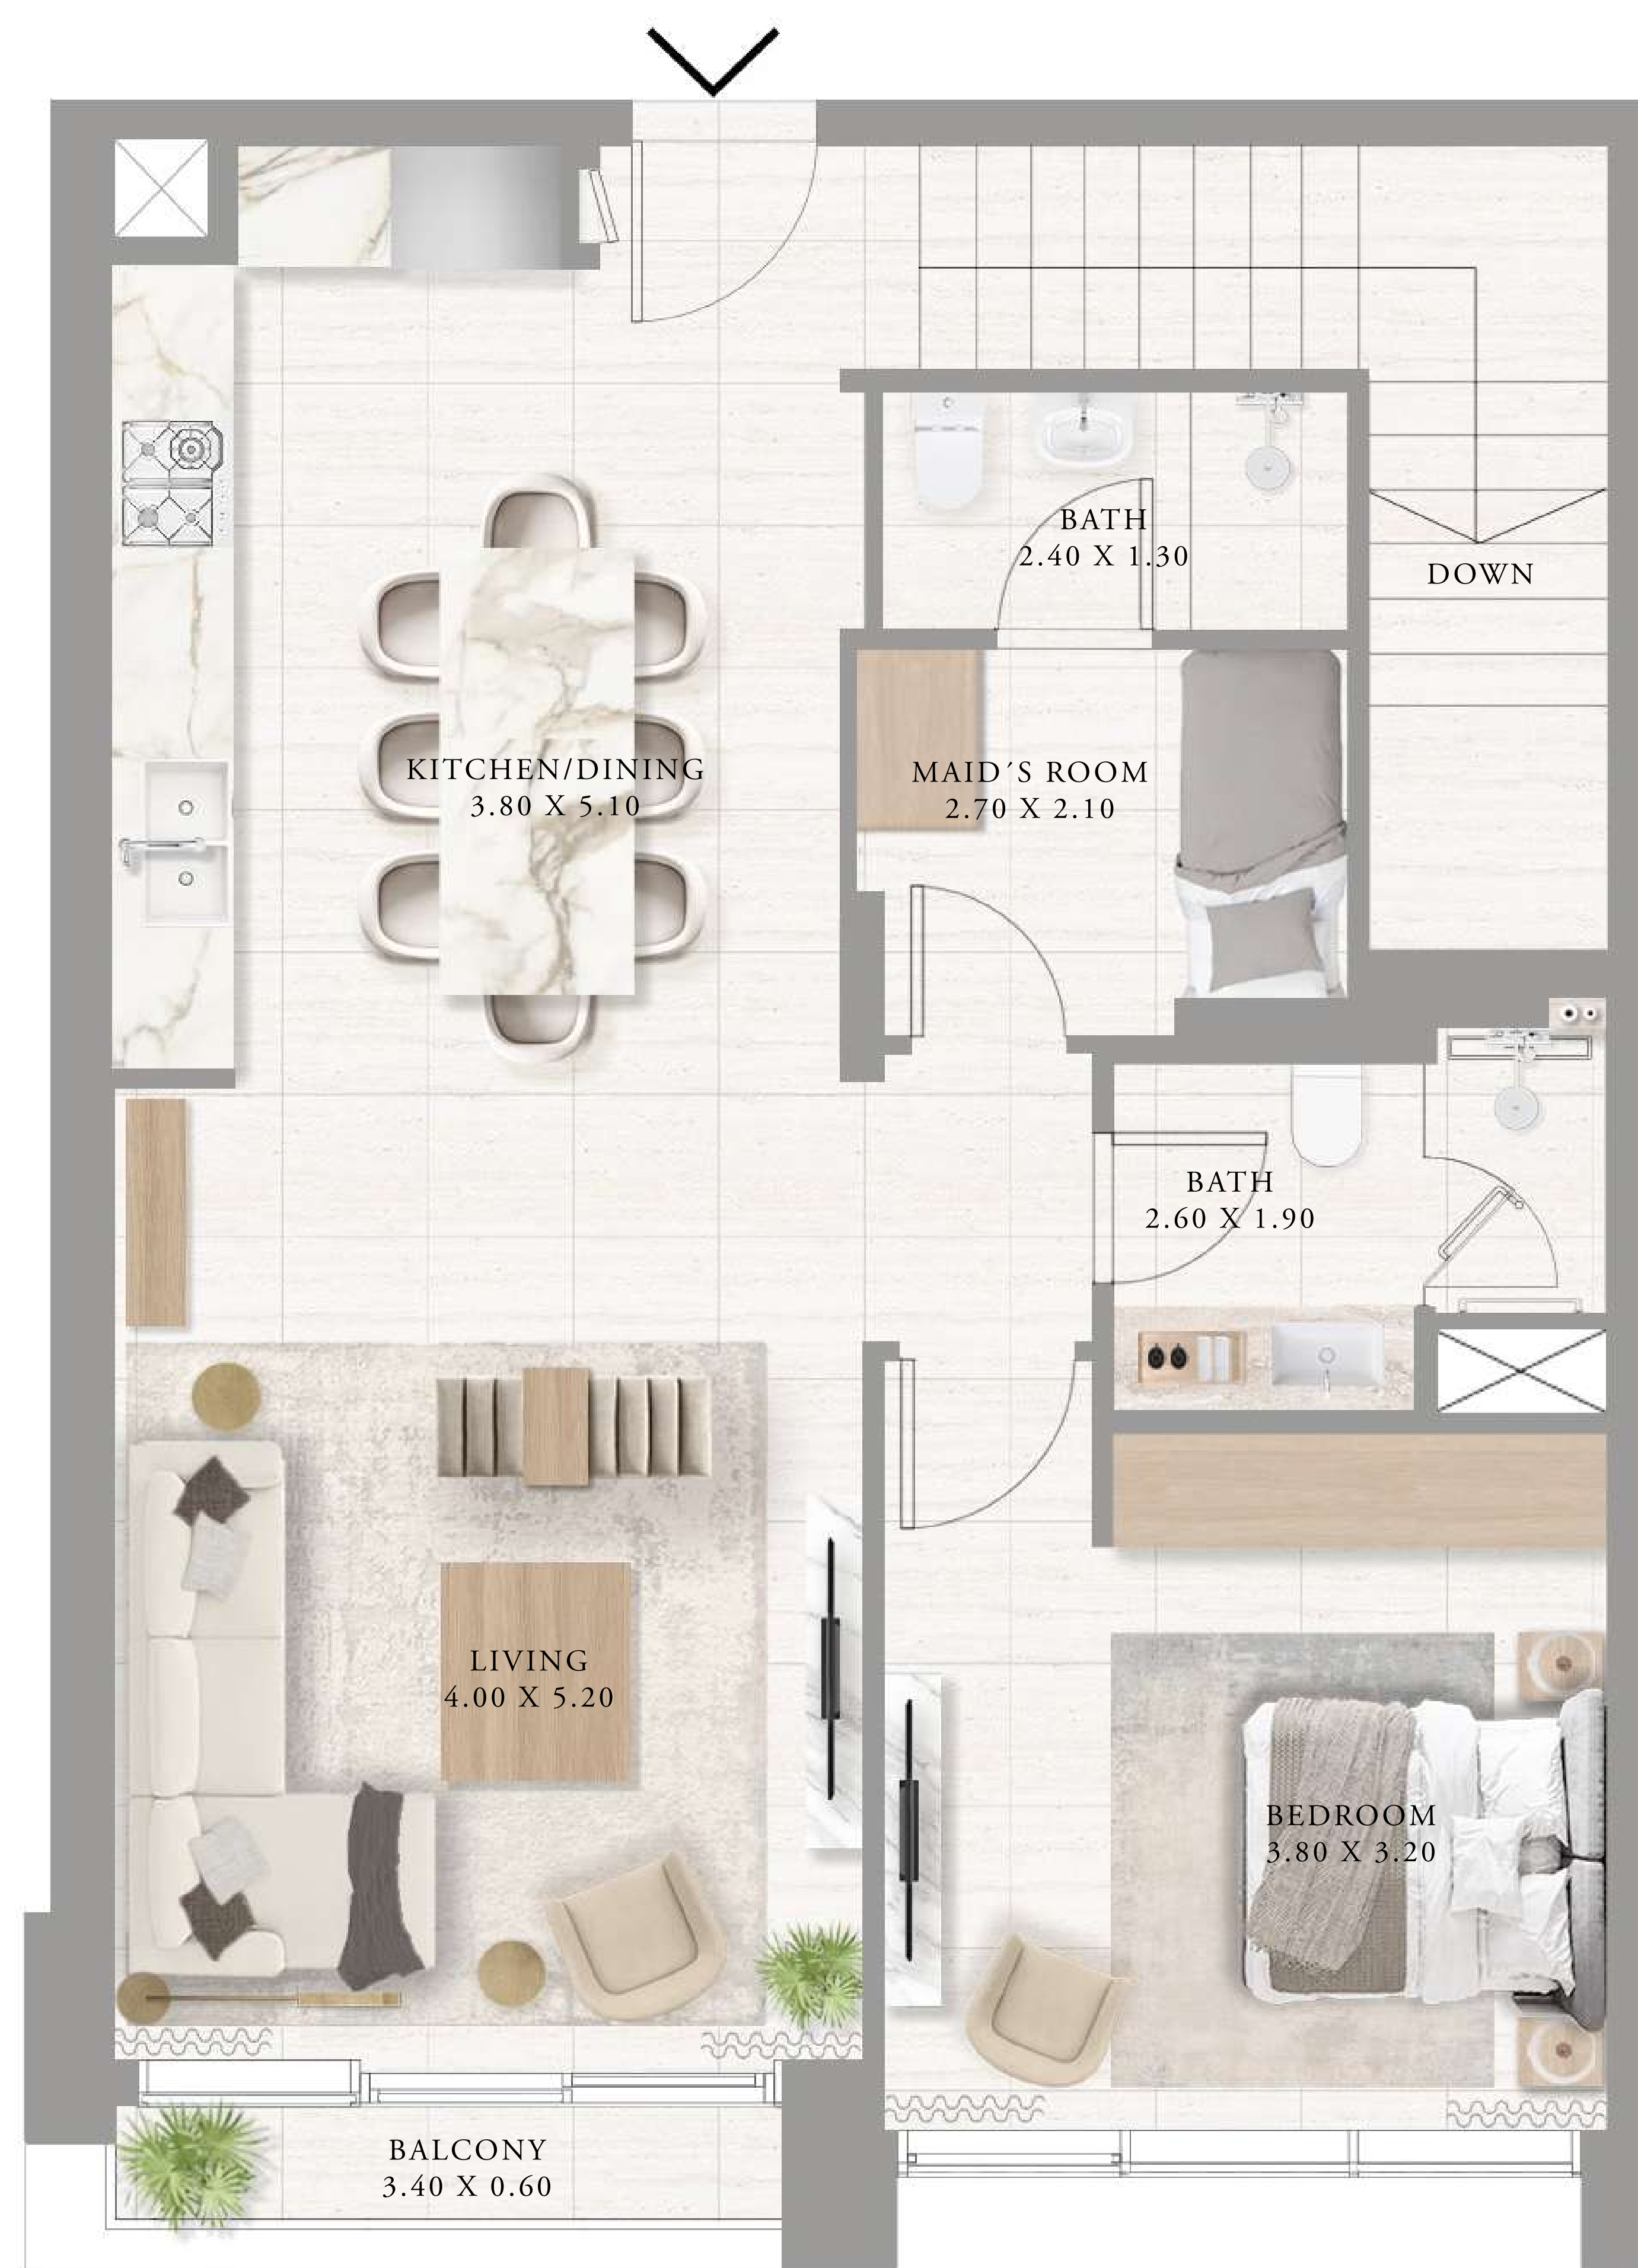 BATH
2.40 X 1.30
DOWN
KITCHEN/DINING
3.80 X 5.10
MAID´S ROOM
2.70 X 2.10
BATH
2.60 X 1.90
LIVING
4.00 X 5.20
BEDROOM
3.80 X 3.20
BALCONY
3.40 X 0.60